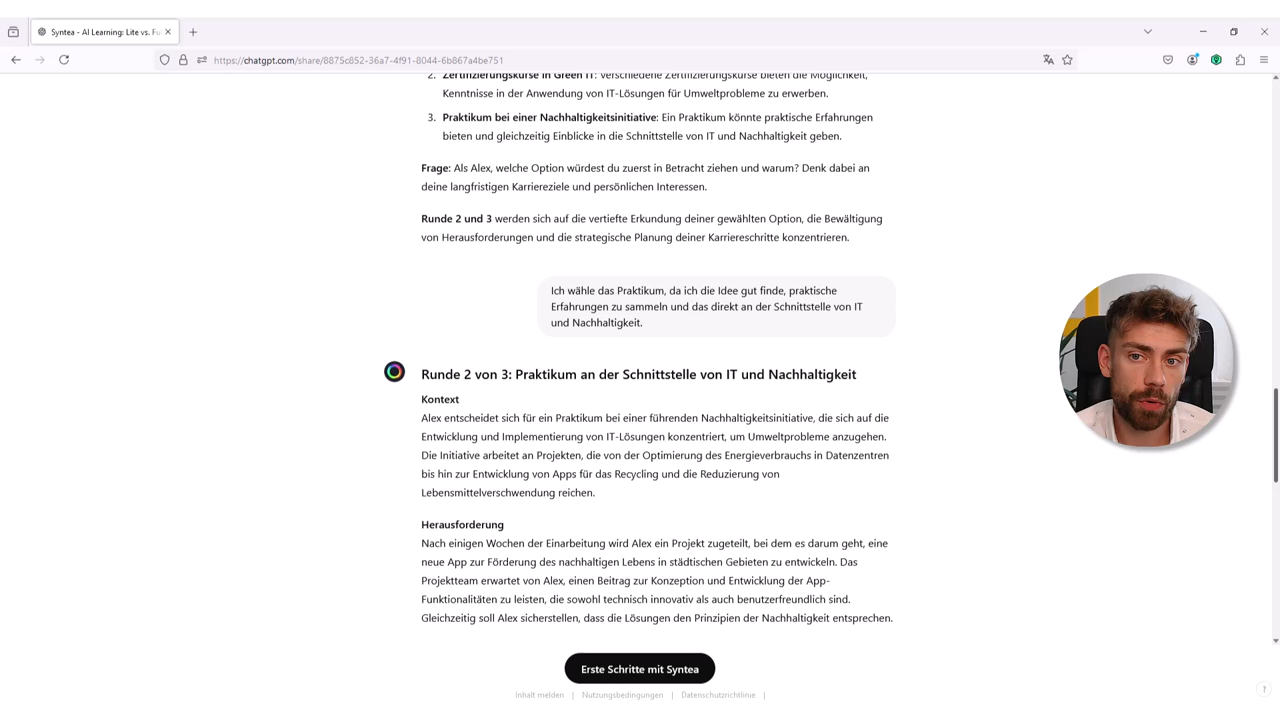 Syntea - AI Learning: Lite vs. Fu
https://chatgpt.com/share/8875c852-36a7-4f91-8044-6b867a4be751
2. Zertifizierungskurse in Green IT: Verschiedene Zertifizierungskurse bieten die Möglichkeit,
Kenntnisse in der Anwendung von IT-Lösungen für Umweltprobleme zu erwerben.
3. Praktikum bei einer Nachhaltigkeitsinitiative: Ein Praktikum könnte praktische Erfahrungen
bieten und gleichzeitig Einblicke in die Schnittstelle von IT und Nachhaltigkeit geben.
Frage: Als Alex, welche Option würdest du zuerst in Betracht ziehen und warum? Denk dabei an
deine langfristigen Karriereziele und persönlichen Interessen.
Runde 2 und 3 werden sich auf die vertiefte Erkundung deiner gewählten Option, die Bewältigung
von Herausforderungen und die strategische Planung deiner Karriereschritte konzentrieren.
Ich wähle das Praktikum, da ich die Idee gut finde, praktische
Erfahrungen zu sammeln und das direkt an der Schnittstelle von IT
und Nachhaltigkeit.
Runde 2 von 3: Praktikum an der Schnittstelle von IT und Nachhaltigkeit
Kontext
Alex entscheidet sich für ein Praktikum bei einer führenden Nachhaltigkeitsinitiative, die sich auf die
Entwicklung und Implementierung von IT-Lösungen konzentriert, um Umweltprobleme anzugehen.
Die Initiative arbeitet an Projekten, die von der Optimierung des Energieverbrauchs in Datenzentren
bis hin zur Entwicklung von Apps für das Recycling und die Reduzierung von
Lebensmittelverschwendung reichen.
Herausforderung
Nach einigen Wochen der Einarbeitung wird Alex ein Projekt zugeteilt, bei dem es darum geht, eine
neue App zur Förderung des nachhaltigen Lebens in städtischen Gebieten zu entwickeln. Das
Projektteam erwartet von Alex, einen Beitrag zur Konzeption und Entwicklung der App-
Funktionalitäten zu leisten, die sowohl technisch innovativ als auch benutzerfreundlich sind.
Gleichzeitig soll Alex sicherstellen, dass die Lösungen den Prinzipien der Nachhaltigkeit entsprechen.
Erste Schritte mit Syntea
Inhalt melden | Nutzungsbedingungen | Datenschutzrichtlinie |
?